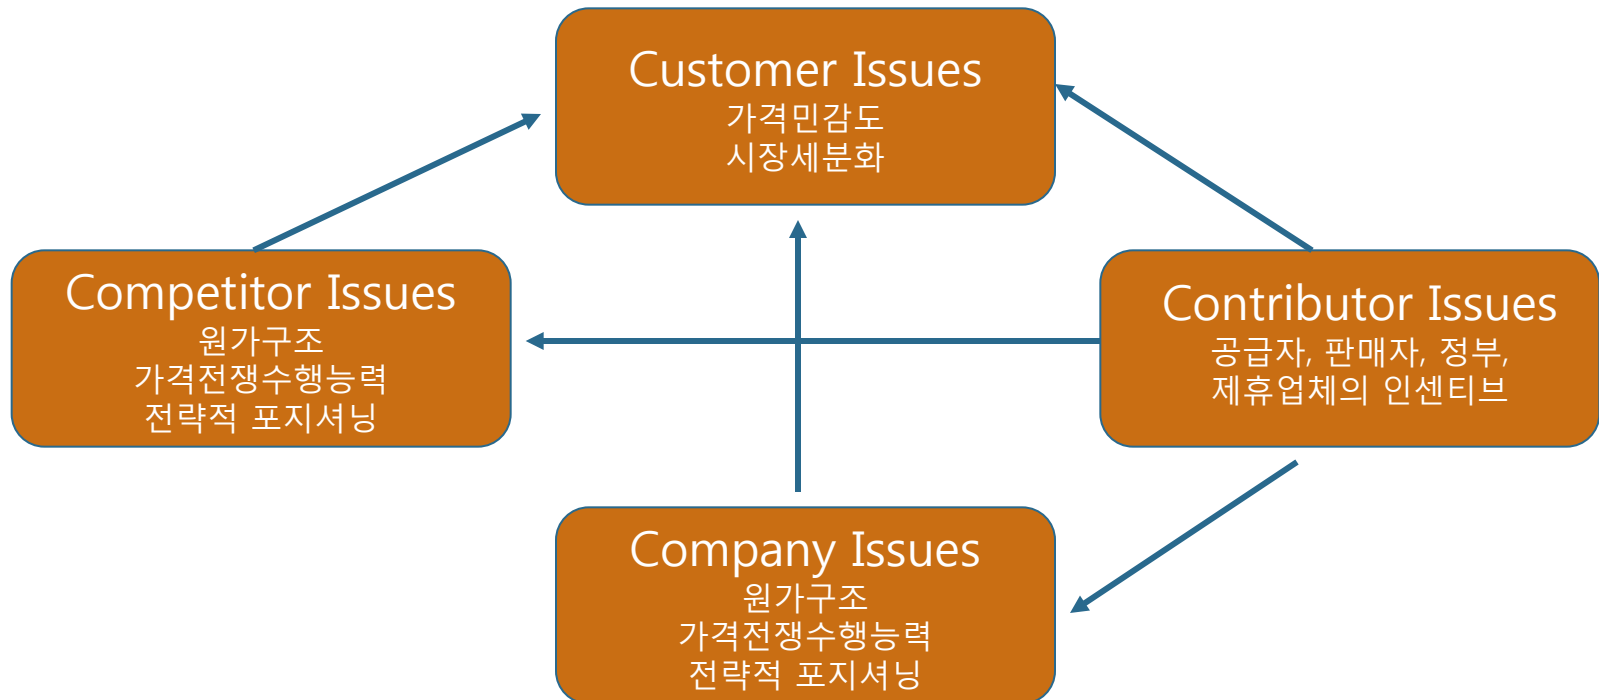 Customer Issues
가격민감도
시장세분화
Competitor Issues
원가구조
가격전쟁수행능력
전략적 포지셔닝
Contributor Issues
공급자, 판매자, 정부,
제휴업체의 인센티브
Company Issues
원가구조
가격전쟁수행능력
전략적 포지셔닝